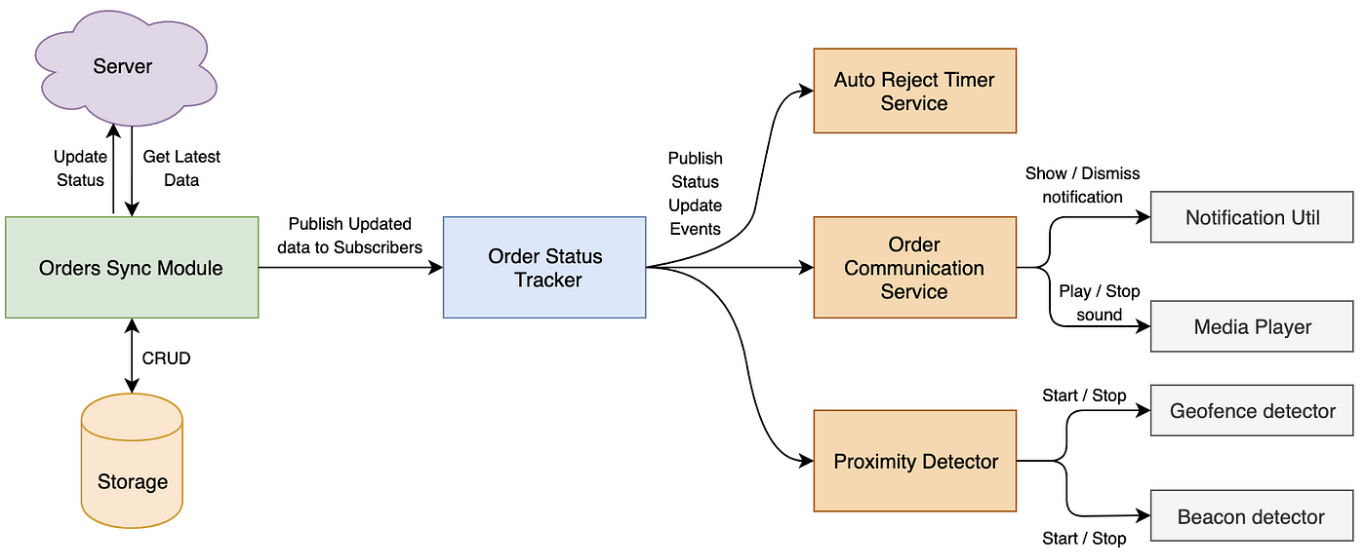 Server
Update
Status
Get Latest
Data
Orders Sync Module
CRUD
Storage
Publish Updated
data to Subscribers
Order Status
Tracker
Publish
Status
Update
Events
Auto Reject Timer
Service
Order
Communication
Service
Show / Dismiss
notification
Notification Util
Play / Stop
sound
Media Player
Proximity Detector
Start / Stop
Geofence detector
Start / Stop
Beacon detector